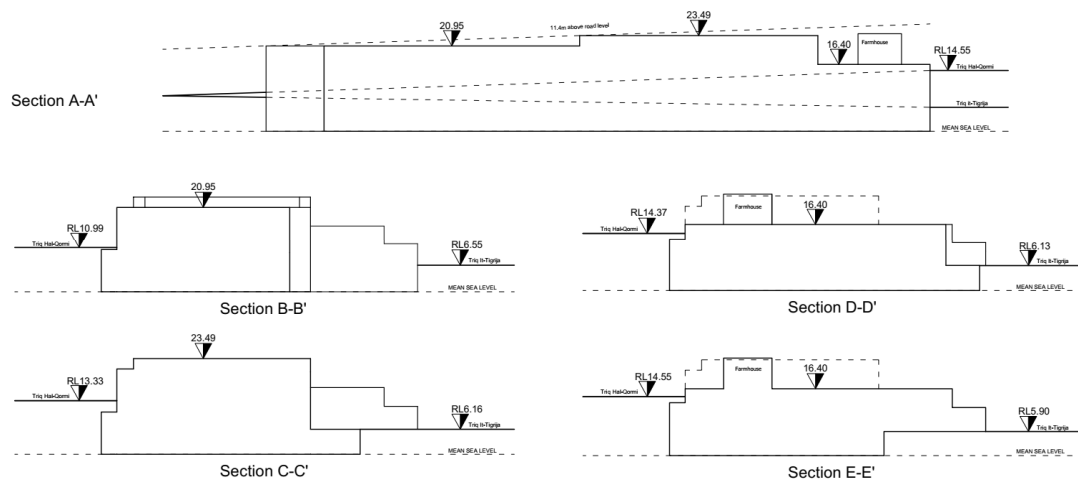 20.95
11.4m above road level
23.49
16.40
Farmhouse
RL14.55
Triq Hal-Qormi
Section A-A'
Triq It-Tigrija
MEAN SEA LEVEL
20.95
RL10.99
Triq Hal-Qormi
RL6.55
Triq It-Tigrija
MEAN SEA LEVEL
Section B-B'
RL14.37
Triq Hal-Qormi
Farmhouse
16.40
RL6.13
Triq It-Tigrija
MEAN SEA LEVEL
Section D-D'
23.49
RL13.33
Triq Hal-Qormi
RL6.16
Triq It-Tigrija
MEAN SEA LEVEL
Section C-C'
RL14.55
Triq Hal-Qormi
Farmhouse
16.40
RL5.90
Triq It-Tigrija
MEAN SEA LEVEL
Section E-E'